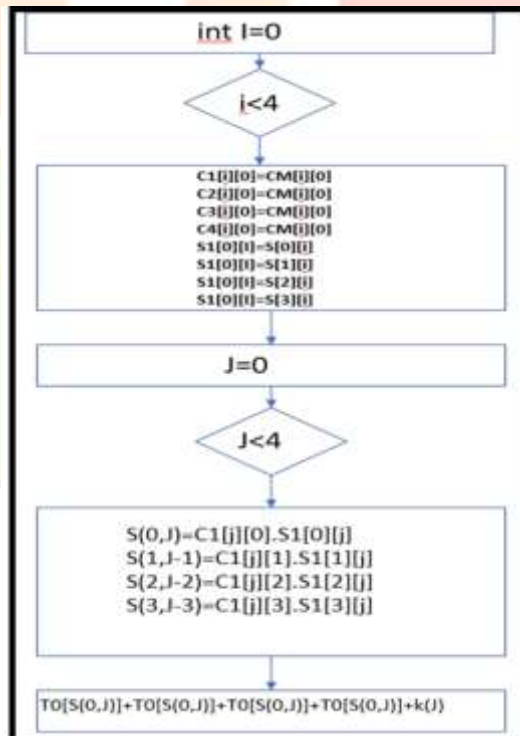 int I=0
i<4
C1[i][0]=CM[i][0]
C2[i][0]=CM[i][0]
C3[i][0]=CM[i][0]
C4[i][0]=CM[i][0]
S1[0][I]=S[0][i]
S1[0][I]=S[1][i]
S1[0][I]=S[2][i]
S1[0][I]=S[3][i]
J=0
J<4
S(0,J)=C1[j][0].S1[0][j]
S(1,J-1)=C1[j][1].S1[1][j]
S(2,J-2)=C1[j][2].S1[2][j]
S(3,J-3)=C1[j][3].S1[3][j]
T0[S(0,J)]+T0[S(0,J)]+T0[S(0,J)]+T0[S(0,J)]+k(J)